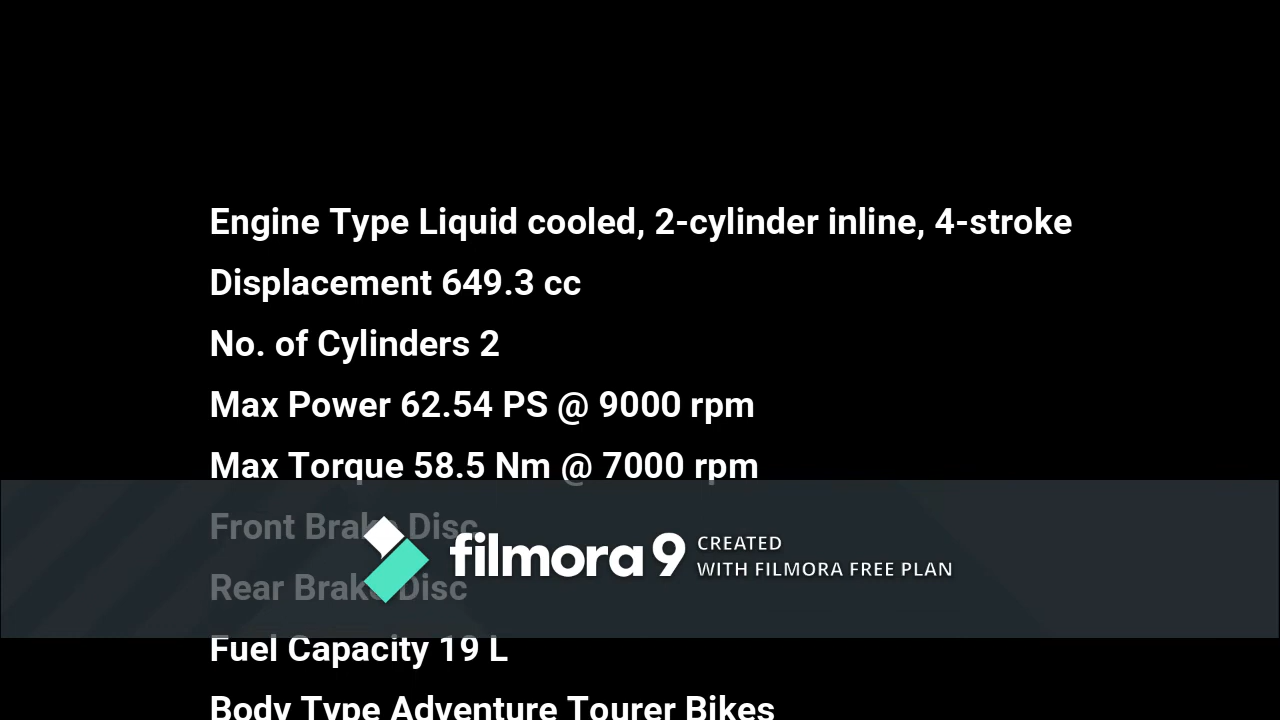 Engine Type Liquid cooled, 2-cylinder inline, 4-stroke
Displacement 649.3 cc
No. of Cylinders 2
Max Power 62.54 PS @ 9000 rpm
Max Torque 58.5 Nm @ 7000 rpm
Front Brake Disc
filmora9 CREATED
WITH FILMORA FREE PLAN
Rear Brake Disc
Fuel Capacity 19 L
Body Type Adventure Tourer Bikes